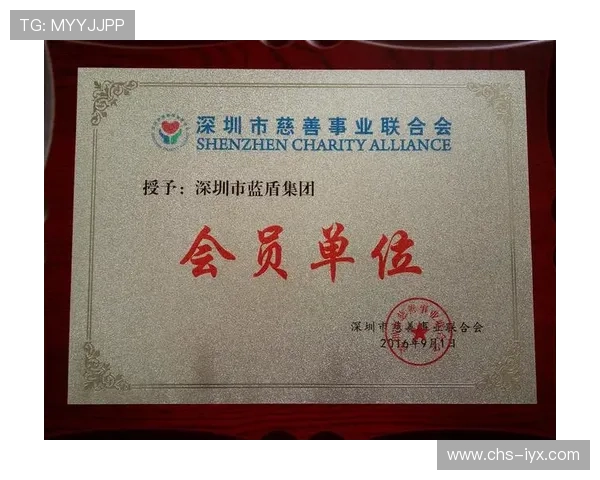 TG: MYYJJPP
深圳市慈善事业联合会
SHENZHEN CHARITY ALLIANCE
授予：深圳市蓝盾集团
会员单位
深圳市慈善事业联合会
2016年9月1日
www.chs-iyx.com